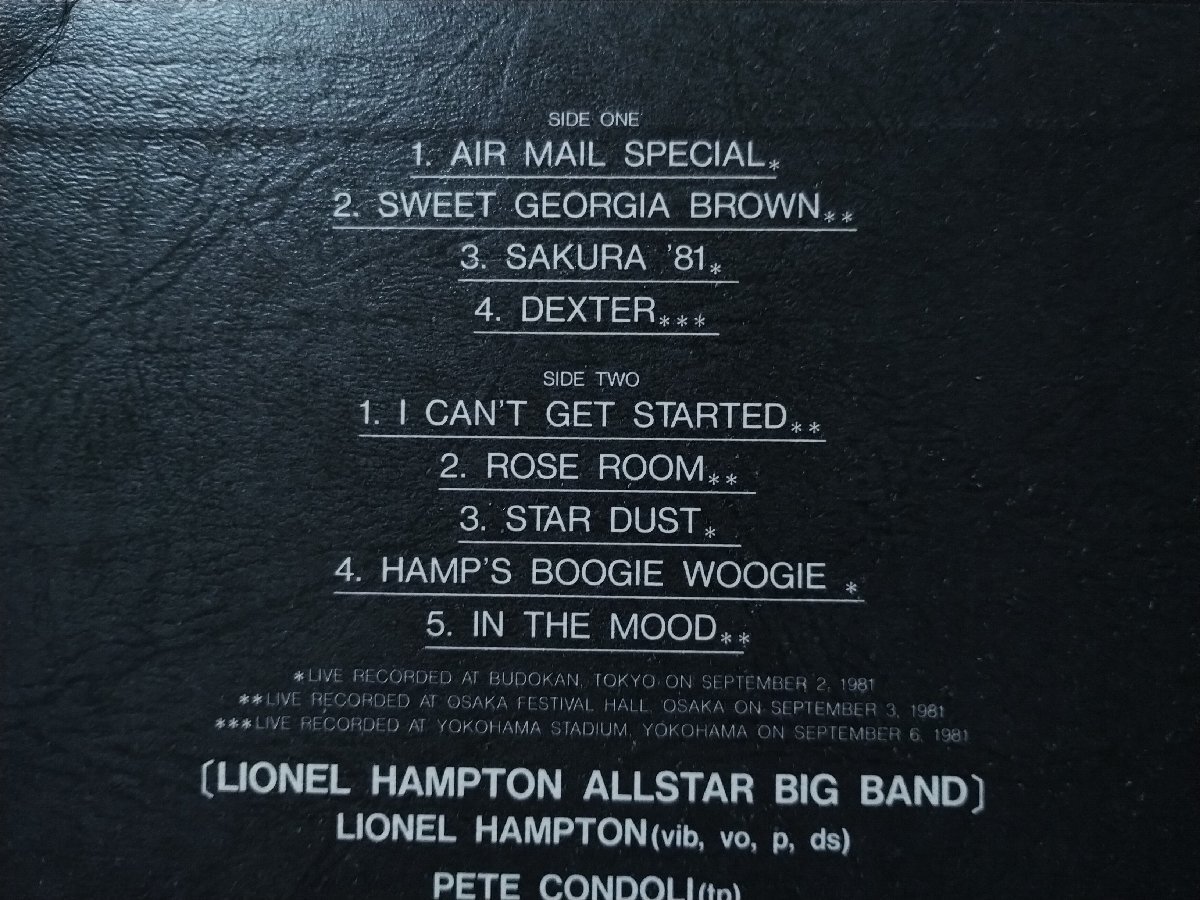 SIDE ONE
1. AIR MAIL SPECIAL*
2. SWEET GEORGIA BROWN**
3. SAKURA '81*
4. DEXTER***
SIDE TWO
1. I CAN'T GET STARTED**
2. ROSE ROOM**
3. STAR DUST*
4. HAMP'S BOOGIE WOOGIE *
5. IN THE MOOD**
*LIVE RECORDED AT BUDOKAN, TOKYO ON SEPTEMBER 2, 1981
**LIVE RECORDED AT OSAKA FESTIVAL HALL, OSAKA ON SEPTEMBER 3, 1981
***LIVE RECORDED AT YOKOHAMA STADIUM, YOKOHAMA ON SEPTEMBER 6, 1981
[LIONEL HAMPTON ALLSTAR BIG BAND]
LIONEL HAMPTON(vib, vo, p, ds)
PETE CONDOLI(tp)